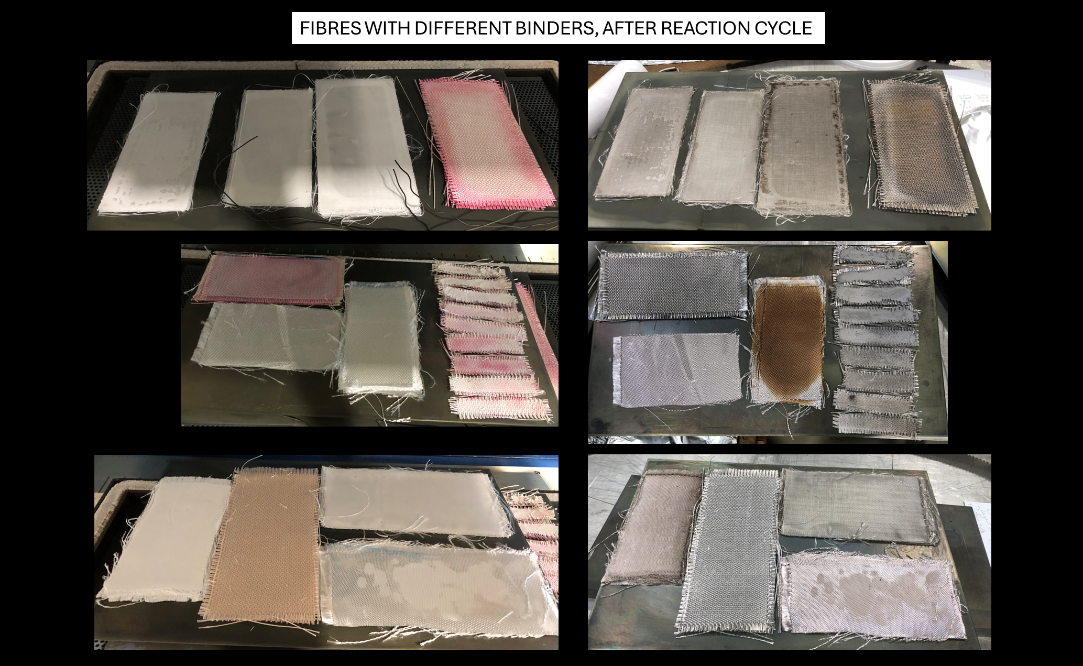 FIBRES WITH DIFFERENT BINDERS, AFTER REACTION CYCLE